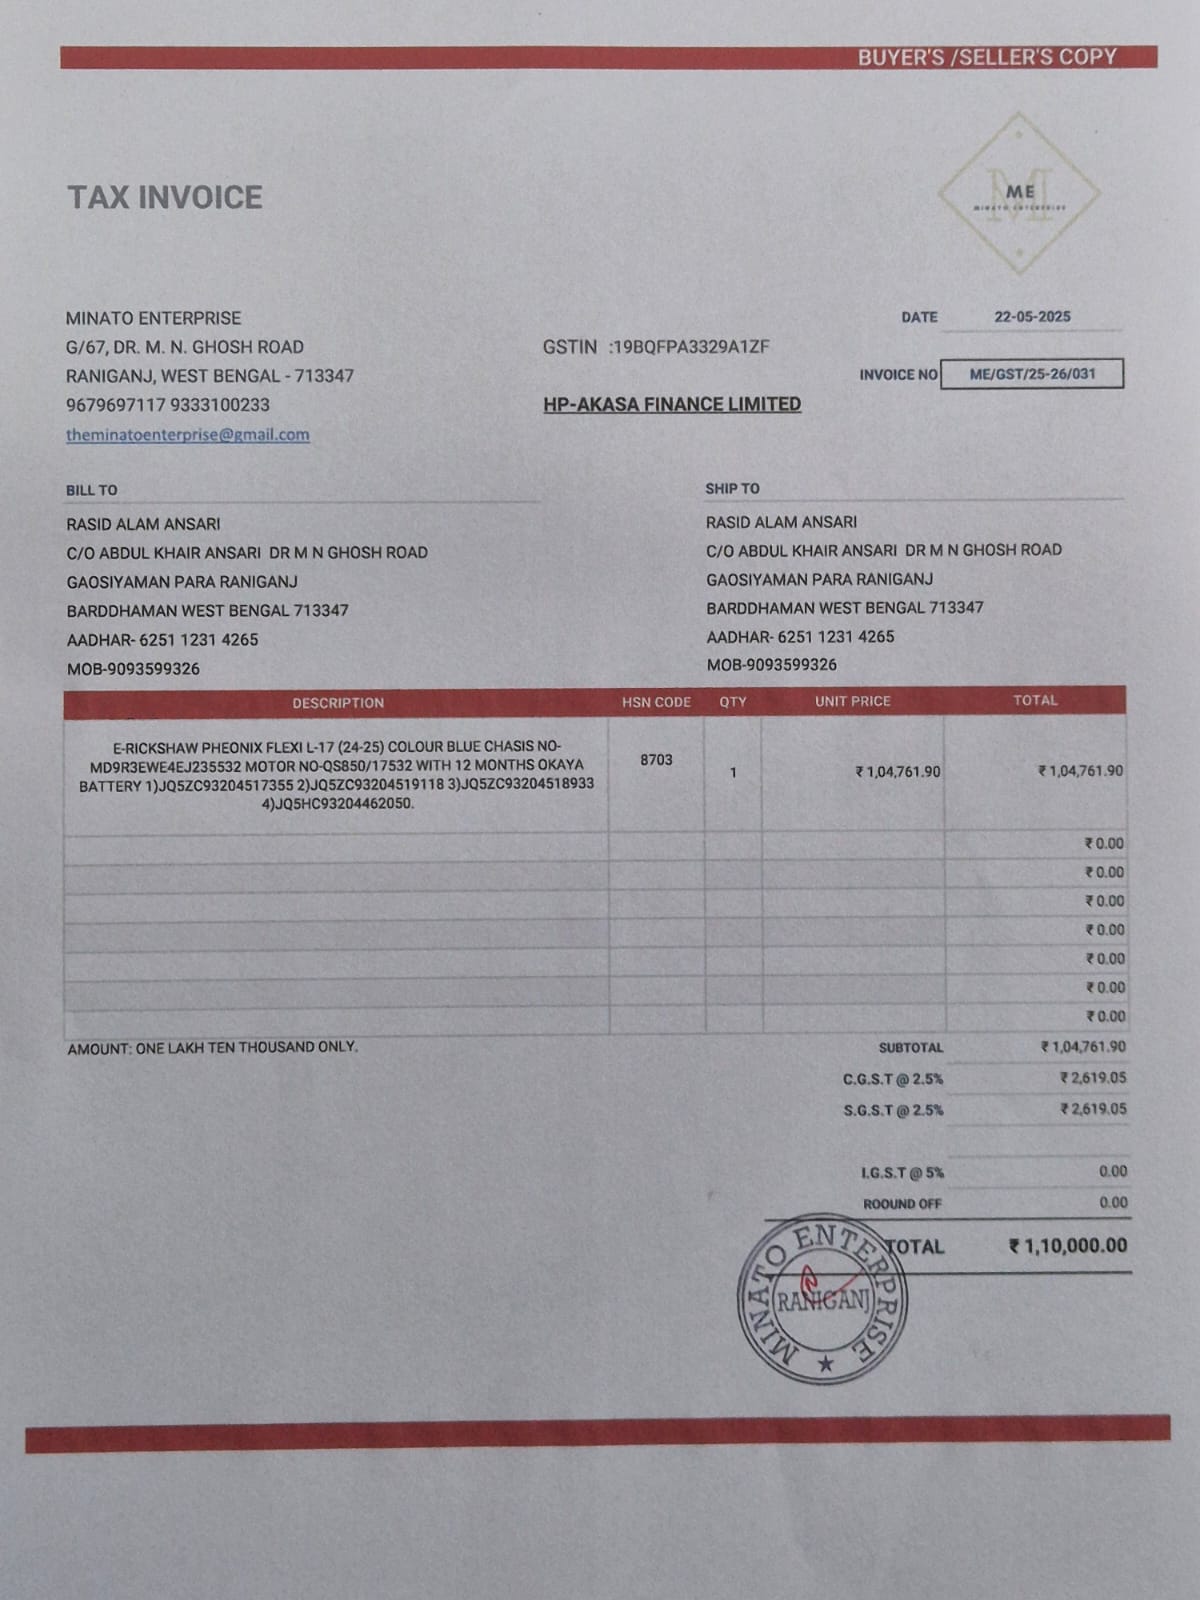 BUYER'S /SELLER'S COPY
ME
MINATO ENTERPRISE
TAX INVOICE
MINATO ENTERPRISE
G/67, DR. M. N. GHOSH ROAD
RANIGANJ, WEST BENGAL - 713347
9679697117 9333100233
theminatoenterprise@gmail.com
GSTIN :19BQFPA3329A1ZF
HP-AKASA FINANCE LIMITED
DATE 22-05-2025
INVOICE NO ME/GST/25-26/031
BILL TO
RASID ALAM ANSARI
C/O ABDUL KHAIR ANSARI DR M N GHOSH ROAD
GAOSIYAMAN PARA RANIGANJ
BARDDHAMAN WEST BENGAL 713347
AADHAR- 6251 1231 4265
MOB-9093599326
SHIP TO
RASID ALAM ANSARI
C/O ABDUL KHAIR ANSARI DR M N GHOSH ROAD
GAOSIYAMAN PARA RANIGANJ
BARDDHAMAN WEST BENGAL 713347
AADHAR- 6251 1231 4265
MOB-9093599326
DESCRIPTION HSN CODE QTY UNIT PRICE TOTAL
E-RICKSHAW PHEONIX FLEXI L-17 (24-25) COLOUR BLUE CHASIS NO-
MD9R3EWE4EJ235532 MOTOR NO-QS850/17532 WITH 12 MONTHS OKAYA
BATTERY 1)JQ5ZC93204517355 2)JQ5ZC93204519118 3)JQ5ZC93204518933
4)JQ5HC93204462050.
8703 1 ₹ 1,04,761.90 ₹ 1,04,761.90
₹ 0.00
₹ 0.00
₹ 0.00
₹ 0.00
₹ 0.00
₹ 0.00
₹ 0.00
AMOUNT: ONE LAKH TEN THOUSAND ONLY.
SUBTOTAL ₹ 1,04,761.90
C.G.S.T @ 2.5% ₹ 2,619.05
S.G.S.T @ 2.5% ₹ 2,619.05
I.G.S.T @ 5% 0.00
ROOUND OFF 0.00
TOTAL ₹ 1,10,000.00
MINATO ENTERPRISE
RANIGANJ